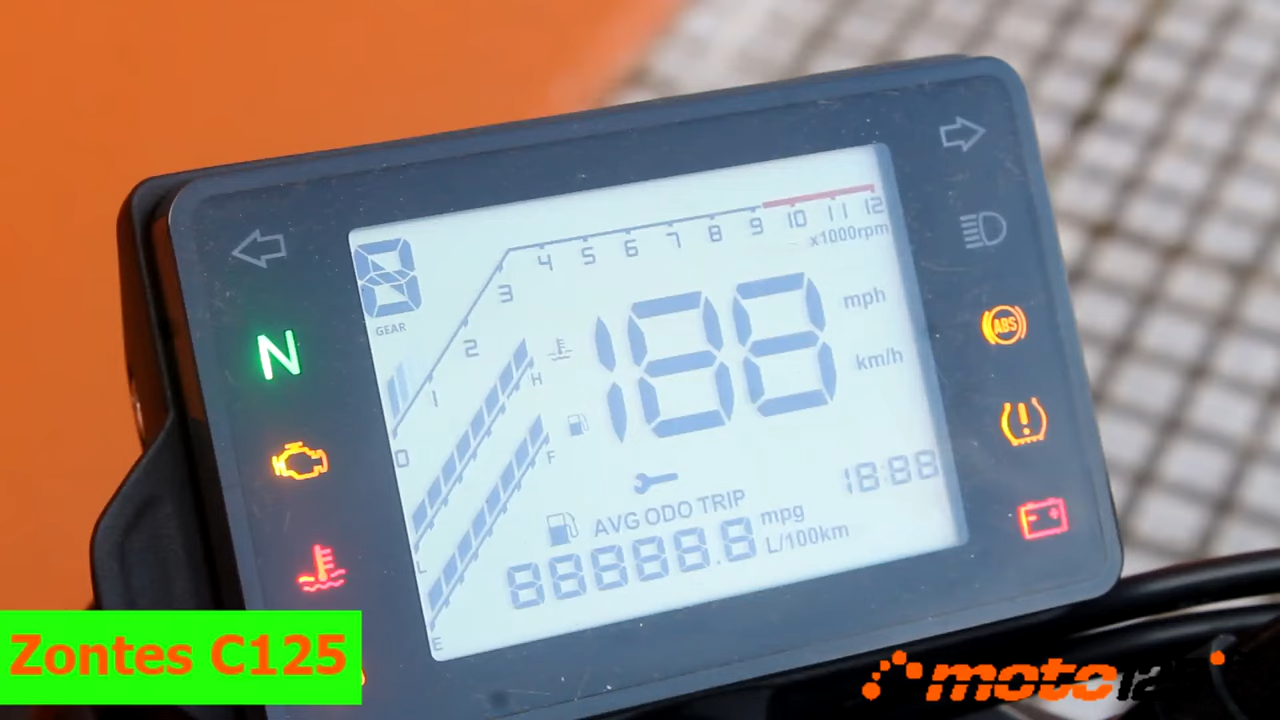 GEAR
0
1
2
3
4
5
6
7
8
9
10
11
12
x1000rpm
N
H
L
F
E
188
mph
km/h
ABS
18:88
AVG ODO TRIP
88888.8
mpg
L/100km
Zontes C125
moto